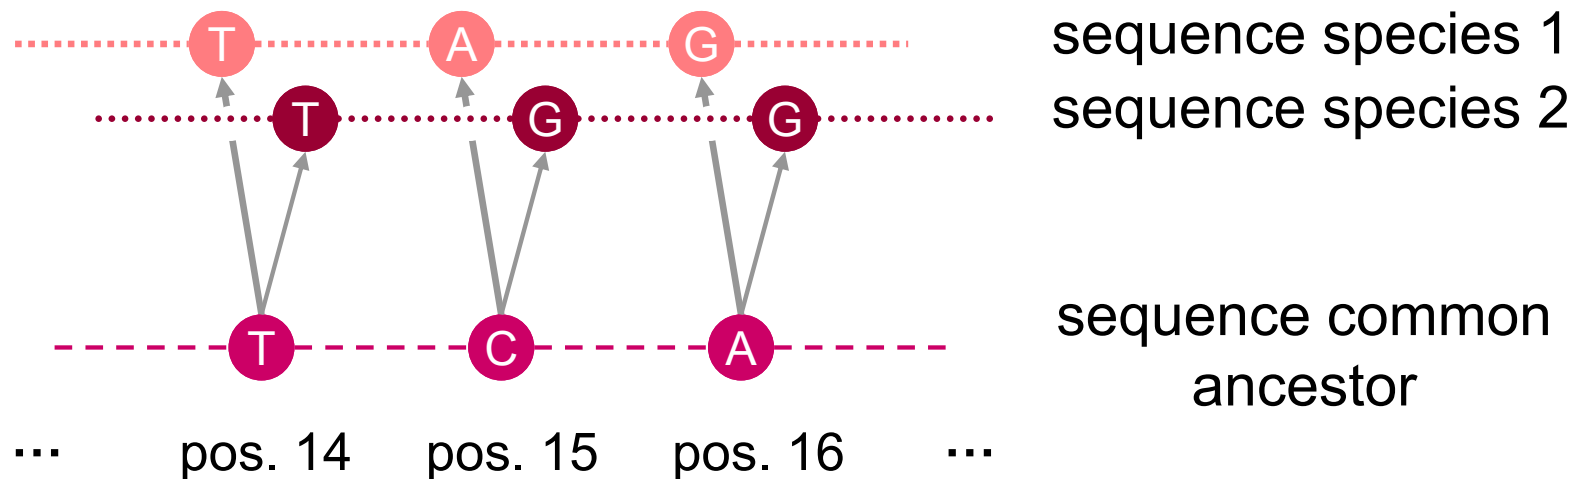 T A G sequence species 1
T G G sequence species 2
T C A sequence common
ancestor
... pos. 14 pos. 15 pos. 16 ...